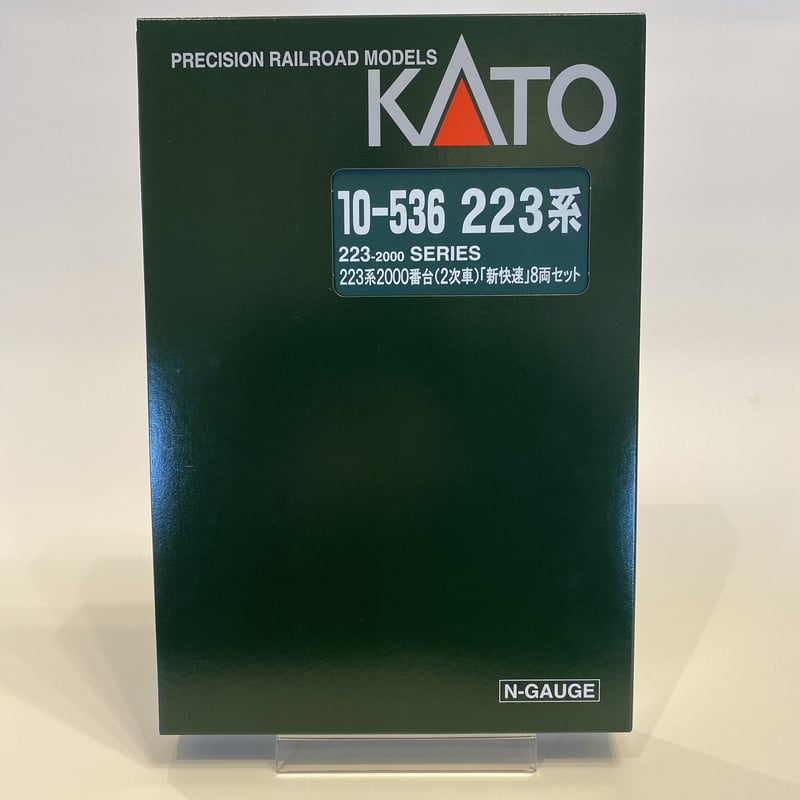 PRECISION RAILROAD MODELS
KATO
10-536 223系
223-2000 SERIES
223系2000番台(2次車)「新快速」8両セット
N-GAUGE